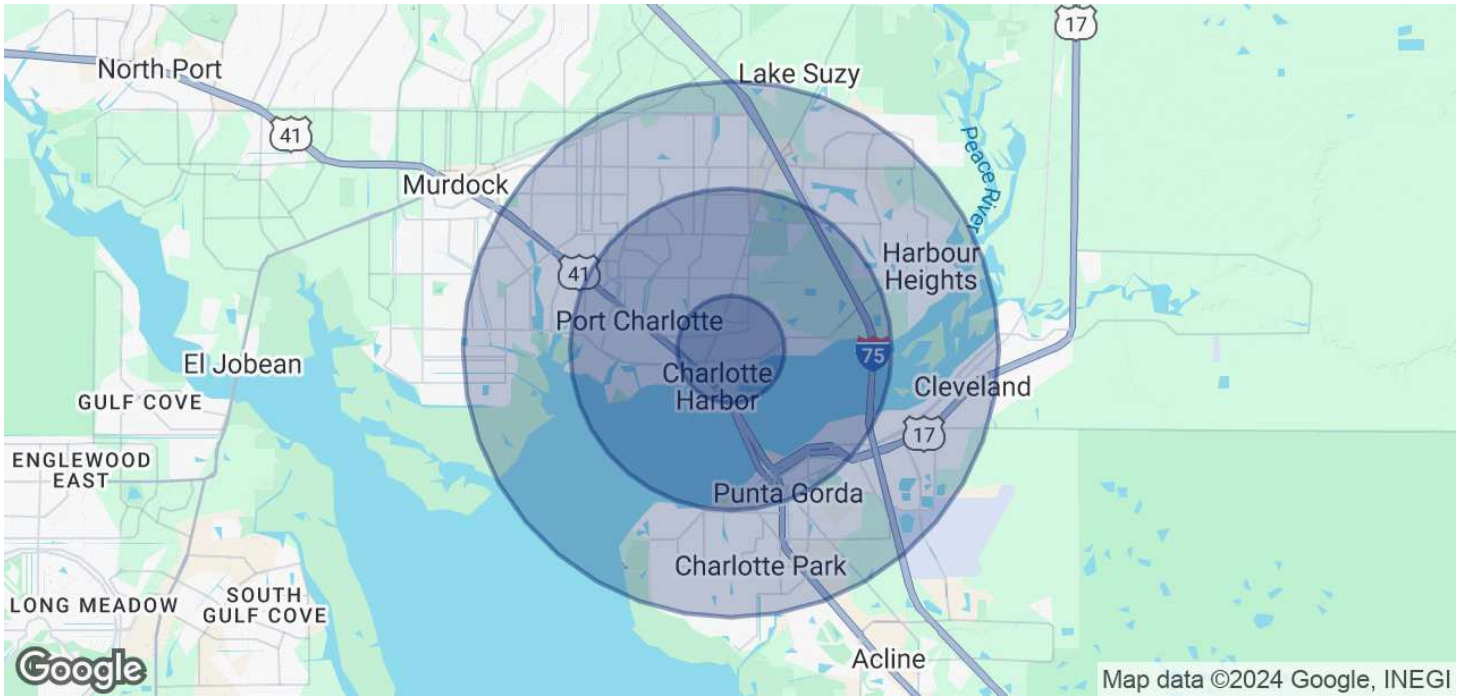 17
North Port
Lake Suzy
41
Peace River
Murdock
Harbour
Heights
41
Port Charlotte
75
El Jobean
Charlotte
Harbor
Cleveland
GULF COVE
17
ENGLEWOOD
EAST
Punta Gorda
Charlotte Park
LONG MEADOW
SOUTH
GULF COVE
Acline
Google
Map data ©2024 Google, INEGI